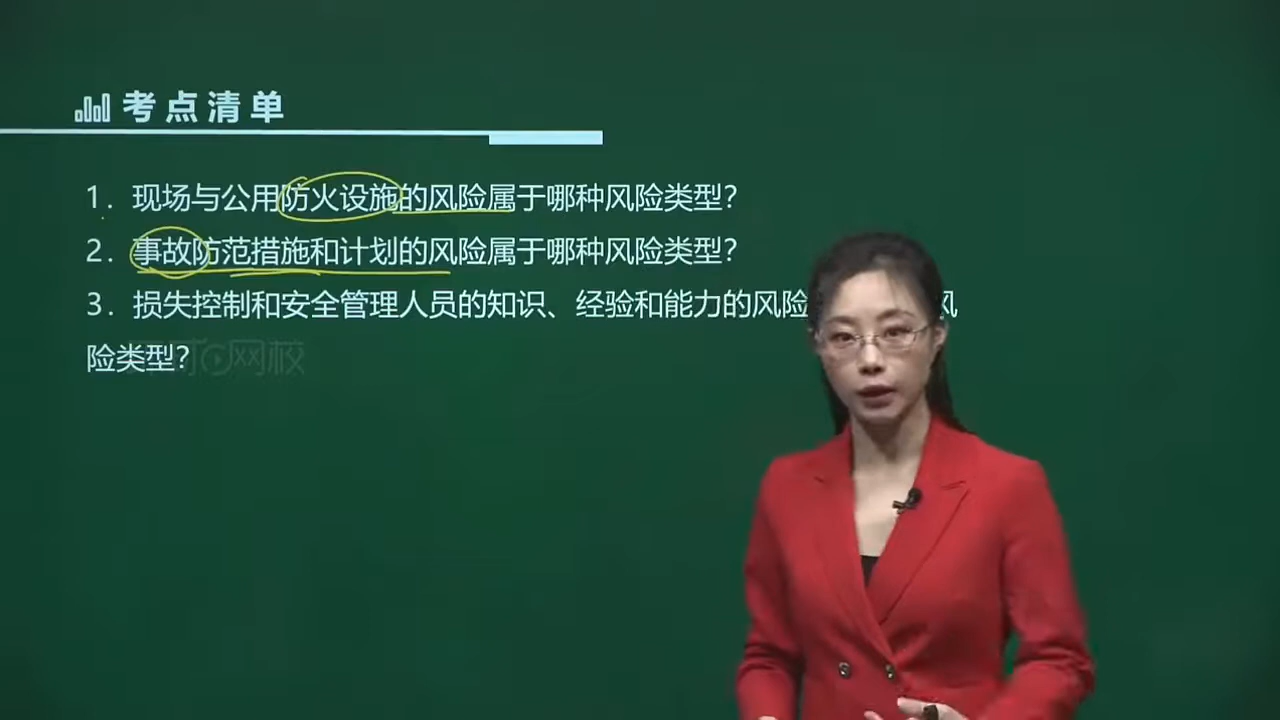 考点清单
1. 现场与公用防火设施的风险属于哪种风险类型?
2. 事故防范措施和计划的风险属于哪种风险类型?
3. 损失控制和安全管理人员的知识、经验和能力的风险 风
险类型?
网校